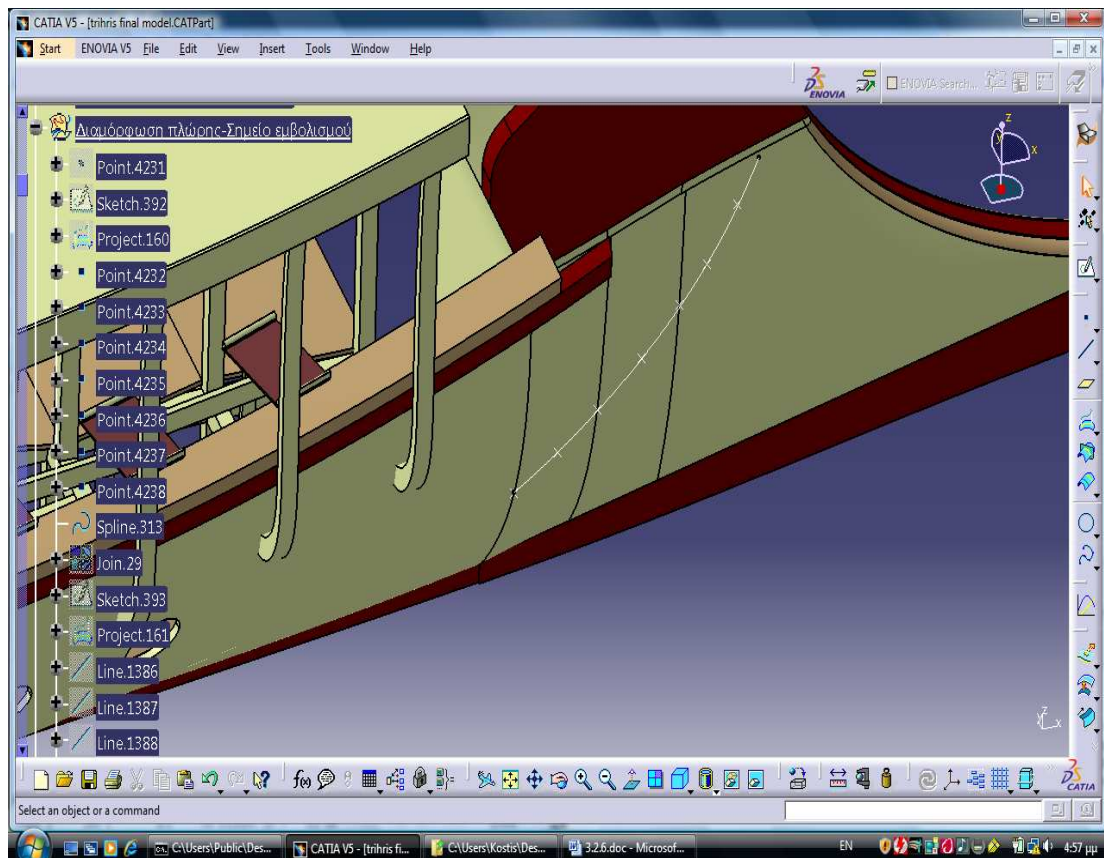 CATIA V5 - [trihris final model.CATPart]
Start ENOVIA V5 File Edit View Insert Tools Window Help
ENOVIA
ENOVIA Search...
Διαμόρφωση πλώρης-Σημείο εμβολισμού
Point.4231
Sketch.392
Project.160
Point.4232
Point.4233
Point.4234
Point.4235
Point.4236
Point.4237
Point.4238
Spline.313
Join.29
Sketch.393
Project.161
Line.1386
Line.1387
Line.1388
z
y
x
z
y x
f(x)
CATIA
Select an object or a command
C:\Users\Public\Des... CATIA V5 - [trihris fi... C:\Users\Kostis\Des... 3.2.6.doc - Microsof... EN 4:57 μμ